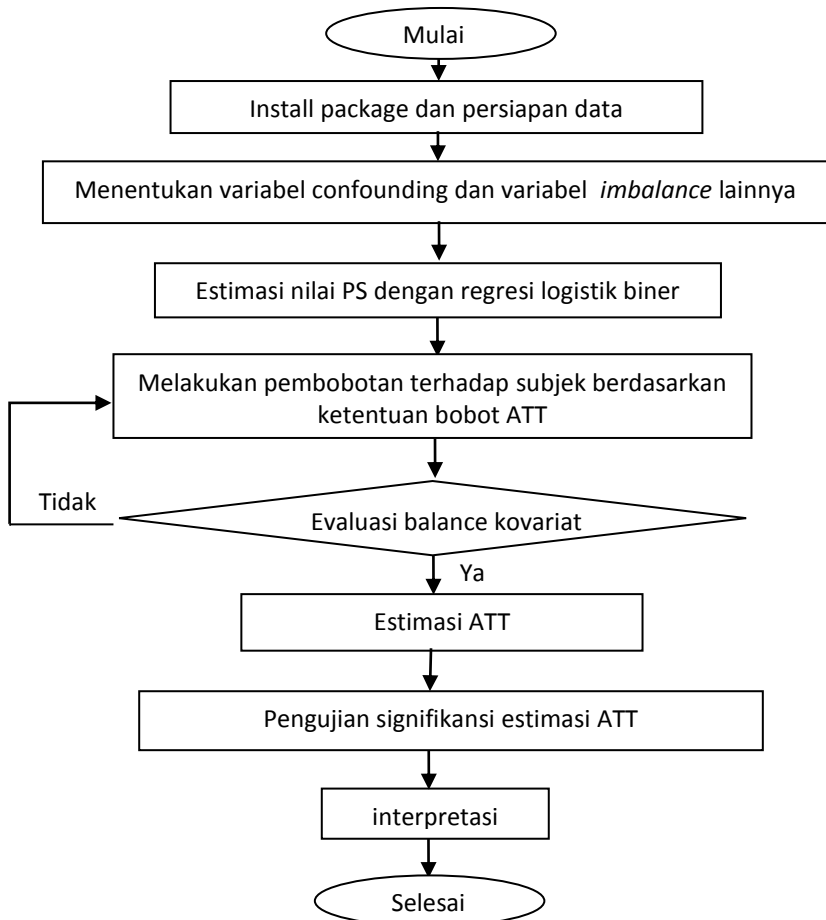 Mulai
Install package dan persiapan data
Menentukan variabel confounding dan variabel imbalance lainnya
Estimasi nilai PS dengan regresi logistik biner
Melakukan pembobotan terhadap subjek berdasarkan
ketentuan bobot ATT
Tidak
Evaluasi balance kovariat
Ya
Estimasi ATT
Pengujian signifikansi estimasi ATT
interpretasi
Selesai